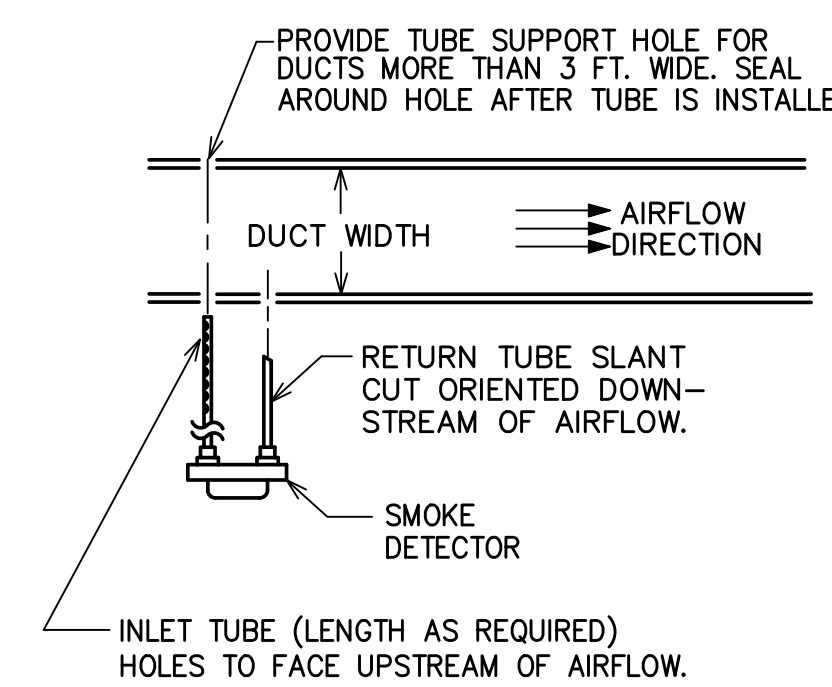 PROVIDE TUBE SUPPORT HOLE FOR
DUCTS MORE THAN 3 FT. WIDE. SEAL
AROUND HOLE AFTER TUBE IS INSTALLE
DUCT WIDTH
AIRFLOW
DIRECTION
RETURN TUBE SLANT
CUT ORIENTED DOWN-
STREAM OF AIRFLOW.
SMOKE
DETECTOR
INLET TUBE (LENGTH AS REQUIRED)
HOLES TO FACE UPSTREAM OF AIRFLOW.